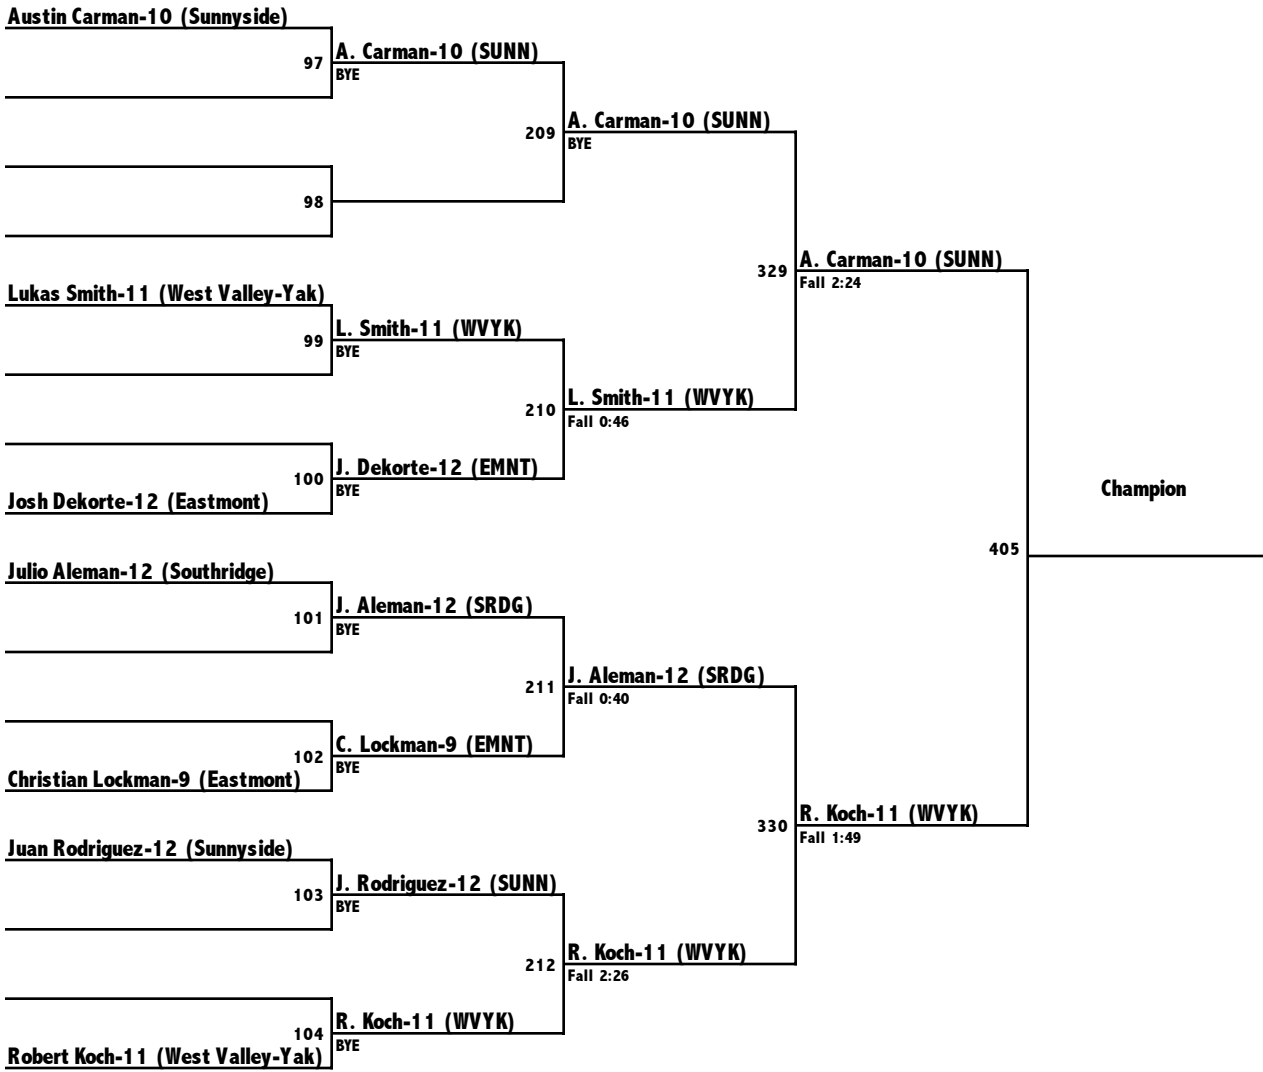 Austin Carman-10 (Sunnyside)
97
A. Carman-10 (SUNN)
BYE
209
A. Carman-10 (SUNN)
BYE
98
329
A. Carman-10 (SUNN)
Fall 2:24
Lukas Smith-11 (West Valley-Yak)
99
L. Smith-11 (WVYK)
BYE
210
L. Smith-11 (WVYK)
Fall 0:46
100
J. Dekorte-12 (EMNT)
BYE
Josh Dekorte-12 (Eastmont)
Champion
405
Julio Aleman-12 (Southridge)
101
J. Aleman-12 (SRDG)
BYE
211
J. Aleman-12 (SRDG)
Fall 0:40
102
C. Lockman-9 (EMNT)
BYE
Christian Lockman-9 (Eastmont)
330
R. Koch-11 (WVYK)
Fall 1:49
Juan Rodriguez-12 (Sunnyside)
103
J. Rodriguez-12 (SUNN)
BYE
212
R. Koch-11 (WVYK)
Fall 2:26
104
R. Koch-11 (WVYK)
BYE
Robert Koch-11 (West Valley-Yak)